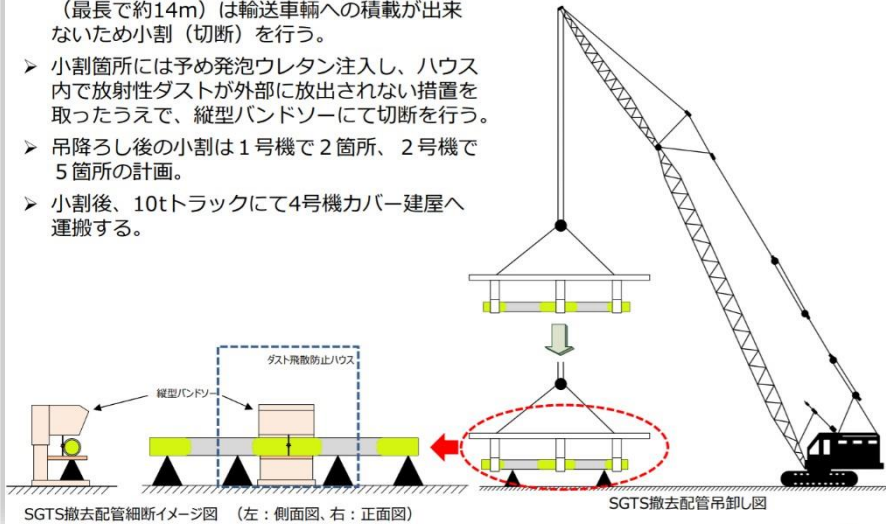 （最長で約14m）は輸送車輛への積載が出来
ないため小割（切断）を行う。
➢ 小割箇所には予め発泡ウレタン注入し、ハウス
内で放射性ダストが外部に放出されない措置を
取ったうえで、縦型バンドソーにて切断を行う。
➢ 吊降ろし後の小割は１号機で２箇所、２号機で
５箇所の計画。
➢ 小割後、10tトラックにて4号機カバー建屋へ
運搬する。
ダスト飛散防止ハウス
縦型バンドソー
SGTS撤去配管細断イメージ図 （左：側面図、右：正面図）
SGTS撤去配管吊卸し図